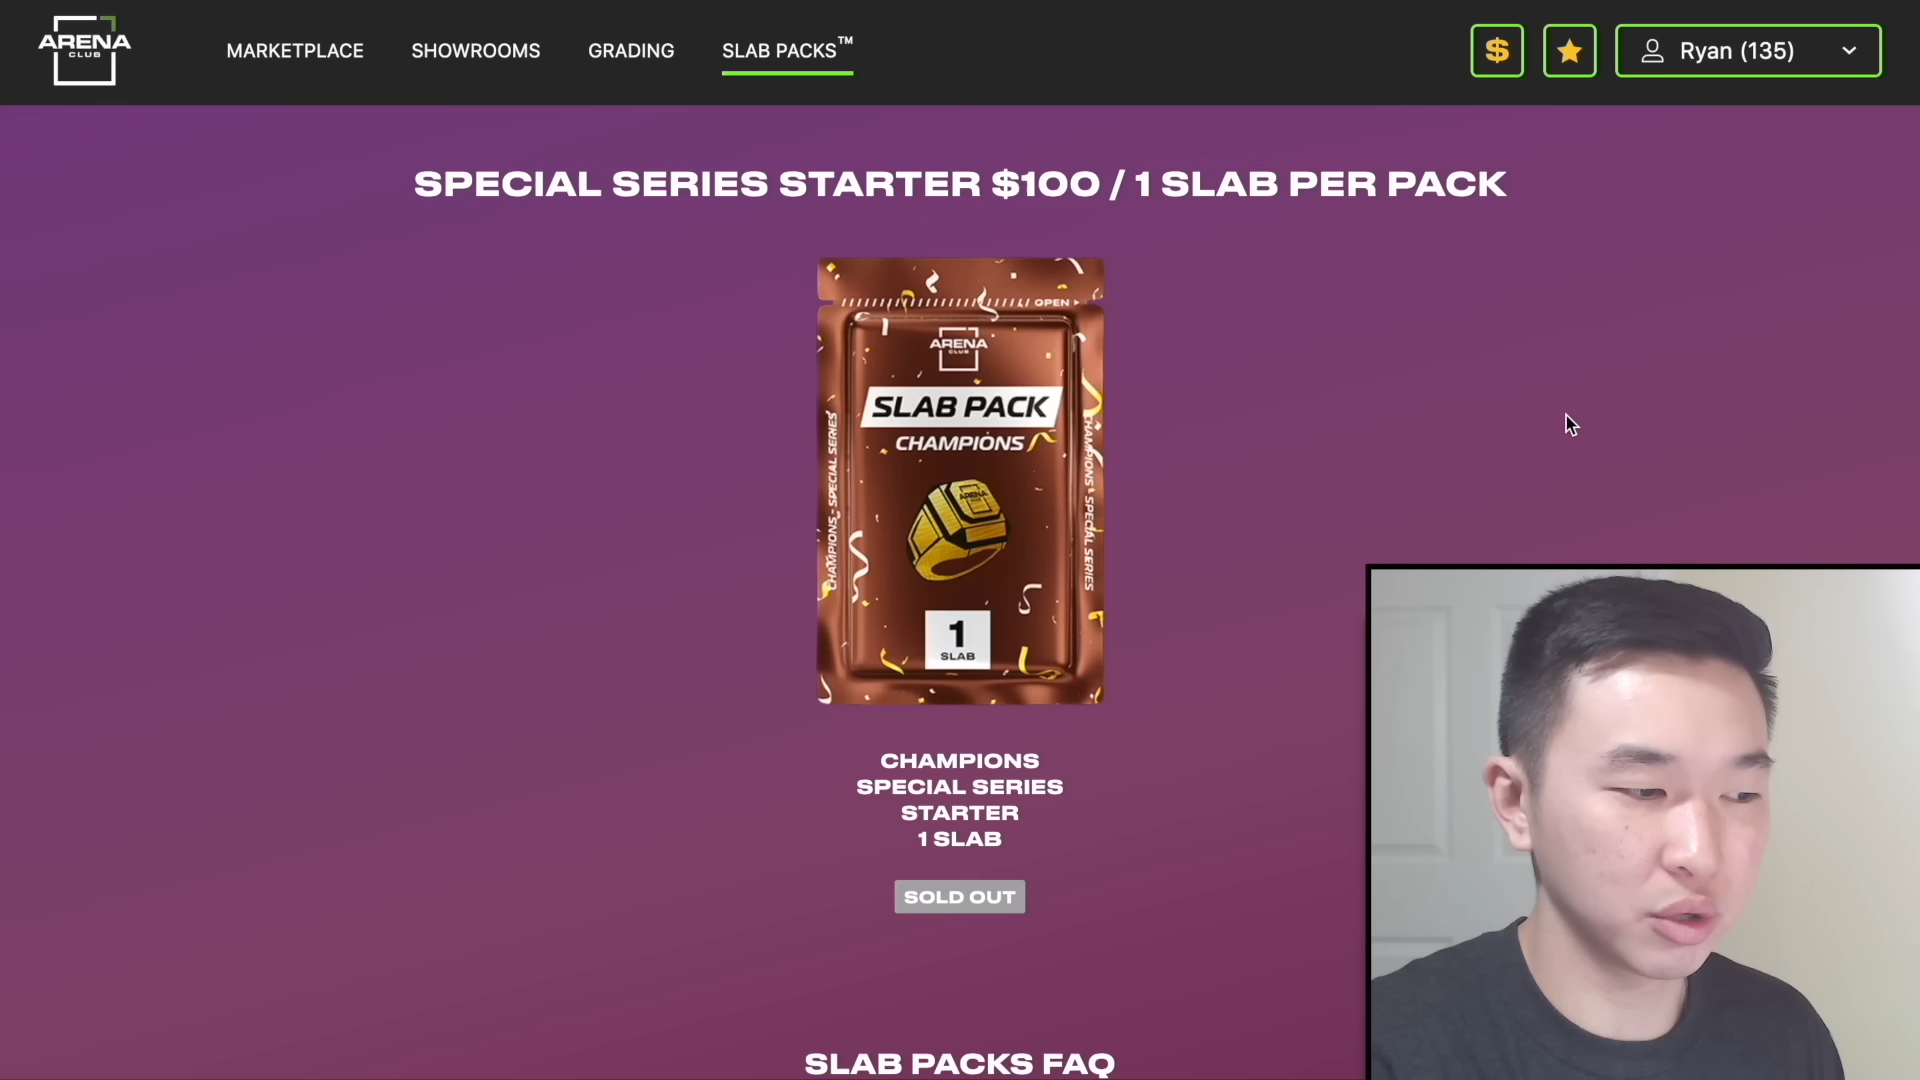 ARENA
CLUB
MARKETPLACE
SHOWROOMS
GRADING
SLAB PACKS™
$
Ryan (135)
SPECIAL SERIES STARTER $100 / 1 SLAB PER PACK
OPEN
ARENA
CLUB
SLAB PACK
CHAMPIONS
CHAMPIONS - SPECIAL SERIES
CHAMPIONS - SPECIAL SERIES
ARENA
1
SLAB
CHAMPIONS
SPECIAL SERIES
STARTER
1 SLAB
SOLD OUT
SLAB PACKS FAQ